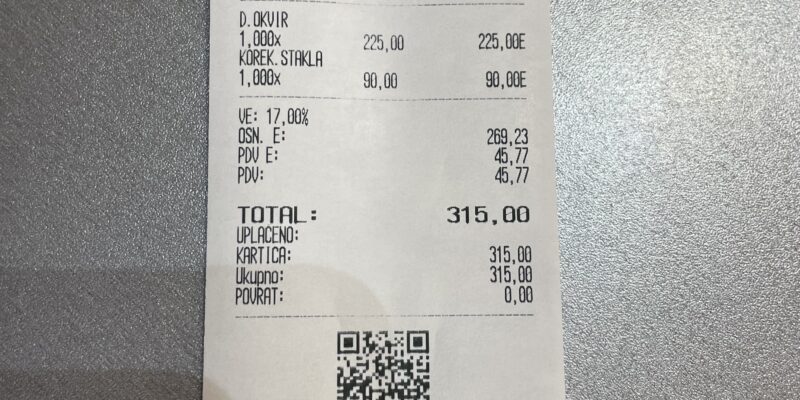 D.OKVIR
1,000x 225,00 225,00E
KOREK.STAKLA
1,000x 90,00 90,00E
VE: 17,00%
OSN. E: 269,23
PDV E: 45,77
PDV: 45,77
TOTAL: 315,00
UPLAĆENO:
KARTICA: 315,00
Ukupno: 315,00
POVRAT: 0,00